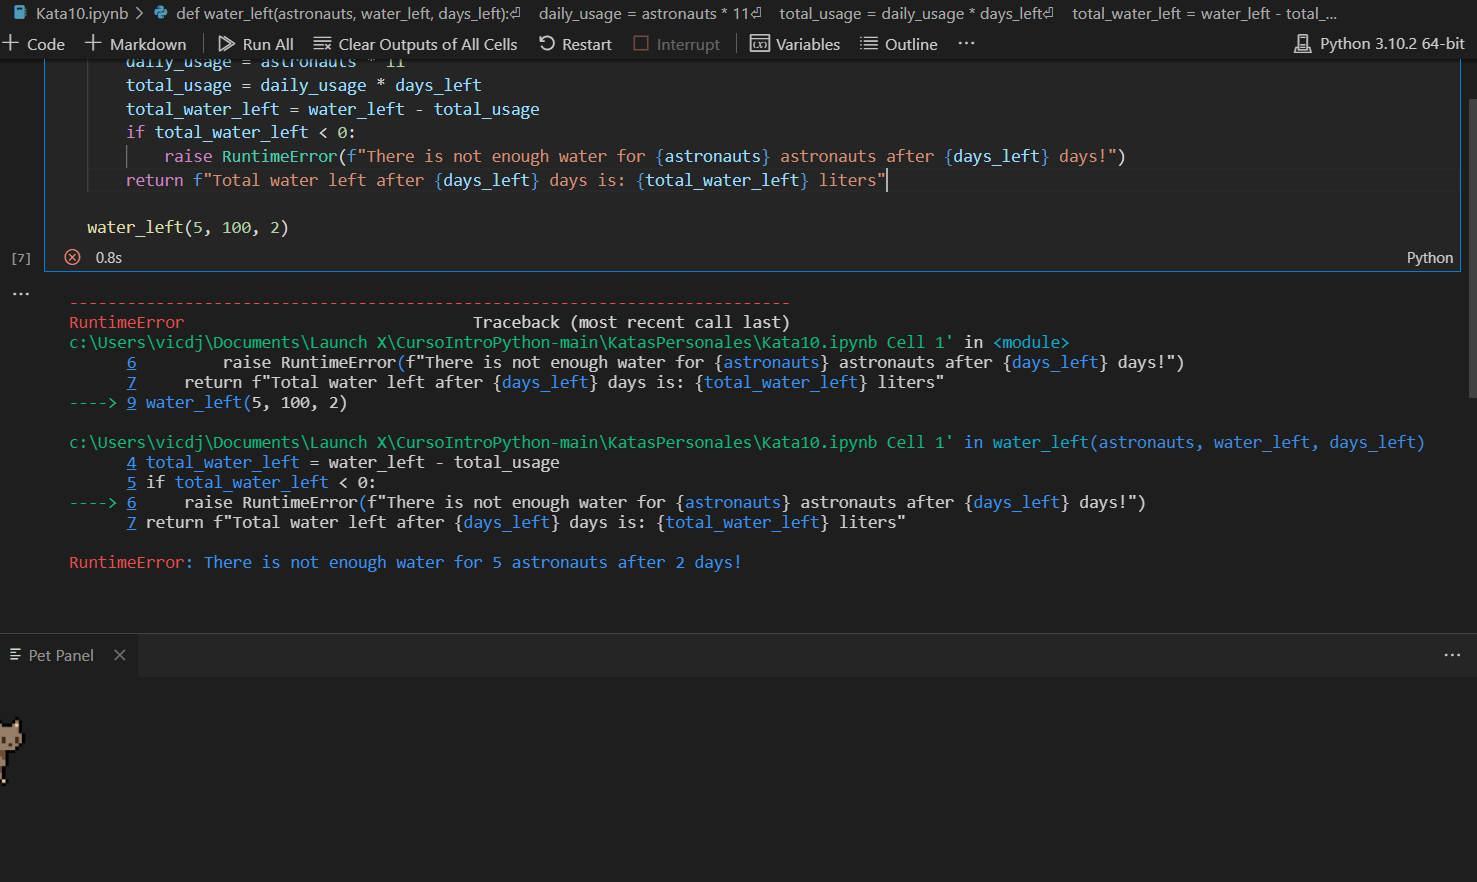 Kata10.ipynb > def water_left(astronauts, water_left, days_left):⏎ daily_usage = astronauts * 11⏎ total_usage = daily_usage * days_left⏎ total_water_left = water_left - total_...
+ Code + Markdown Run All Clear Outputs of All Cells Restart Interrupt Variables Outline ... Python 3.10.2 64-bit
daily_usage = astronauts * 11
total_usage = daily_usage * days_left
total_water_left = water_left - total_usage
if total_water_left < 0:
raise RuntimeError(f"There is not enough water for {astronauts} astronauts after {days_left} days!")
return f"Total water left after {days_left} days is: {total_water_left} liters"
water_left(5, 100, 2)
[7] 0.8s Python
...
---------------------------------------------------------------------------
RuntimeError Traceback (most recent call last)
c:\Users\vicdj\Documents\Launch X\CursoIntroPython-main\KatasPersonales\Kata10.ipynb Cell 1' in <module>
6 raise RuntimeError(f"There is not enough water for {astronauts} astronauts after {days_left} days!")
7 return f"Total water left after {days_left} days is: {total_water_left} liters"
----> 9 water_left(5, 100, 2)
c:\Users\vicdj\Documents\Launch X\CursoIntroPython-main\KatasPersonales\Kata10.ipynb Cell 1' in water_left(astronauts, water_left, days_left)
4 total_water_left = water_left - total_usage
5 if total_water_left < 0:
----> 6 raise RuntimeError(f"There is not enough water for {astronauts} astronauts after {days_left} days!")
7 return f"Total water left after {days_left} days is: {total_water_left} liters"
RuntimeError: There is not enough water for 5 astronauts after 2 days!
Pet Panel ...